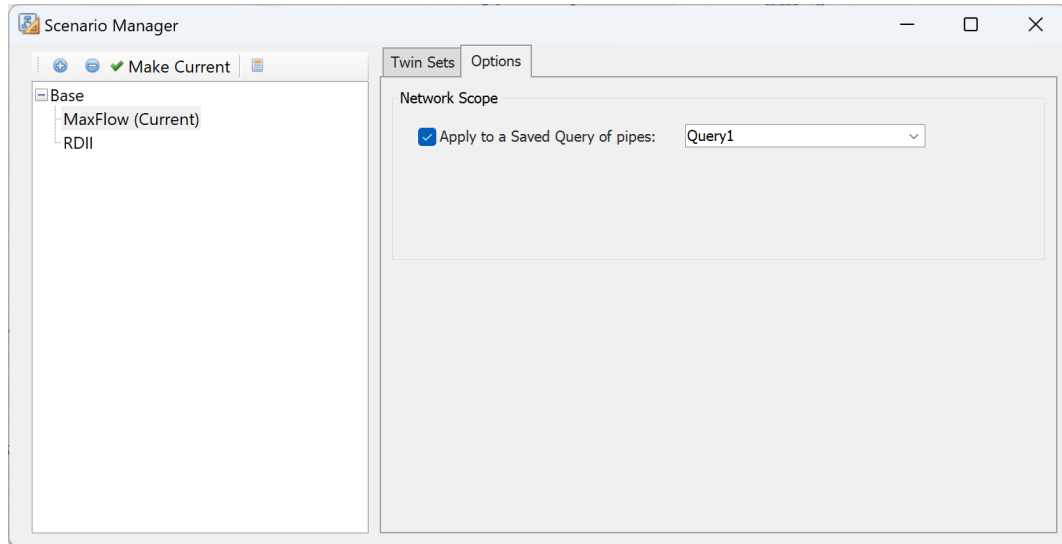 Scenario Manager
Make Current
Base
MaxFlow (Current)
RDII
Twin Sets
Options
Network Scope
Apply to a Saved Query of pipes:
Query1